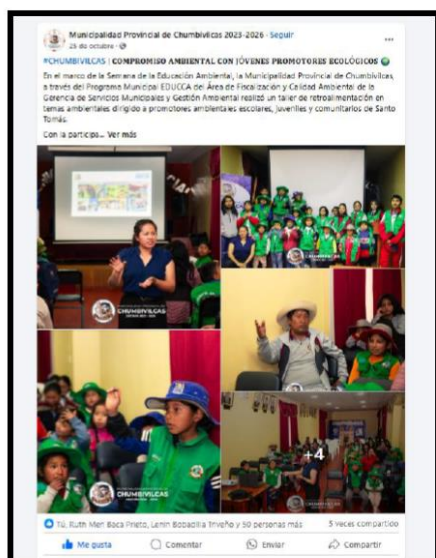 Municipalidad Provincial de Chumbivilcas 2023-2026 · Seguir
25 de octubre ·
#CHUMBIVILCAS | COMPROMISO AMBIENTAL CON JÓVENES PROMOTORES ECOLÓGICOS
En el marco de la Semana de la Educación Ambiental, la Municipalidad Provincial de Chumbivilcas,
a través del Programa Municipal EDUCCA del Área de Fiscalización y Calidad Ambiental de la
Gerencia de Servicios Municipales y Gestión Ambiental realizó un taller de retroalimentación en
temas ambientales dirigido a promotores ambientales escolares, juveniles y comunitarios de Santo
Tomás.
Con la participa... Ver más
CHUMBIVILCAS
CHUMBIVILCAS
CHUMBIVILCAS
CHUMBIVILCAS
+4
CHUMBIVILCAS
Tú, Ruth Meri Baca Prieto, Lenin Bobadilla Triveño y 50 personas más
5 veces compartido
Me gusta
Comentar
Enviar
Compartir